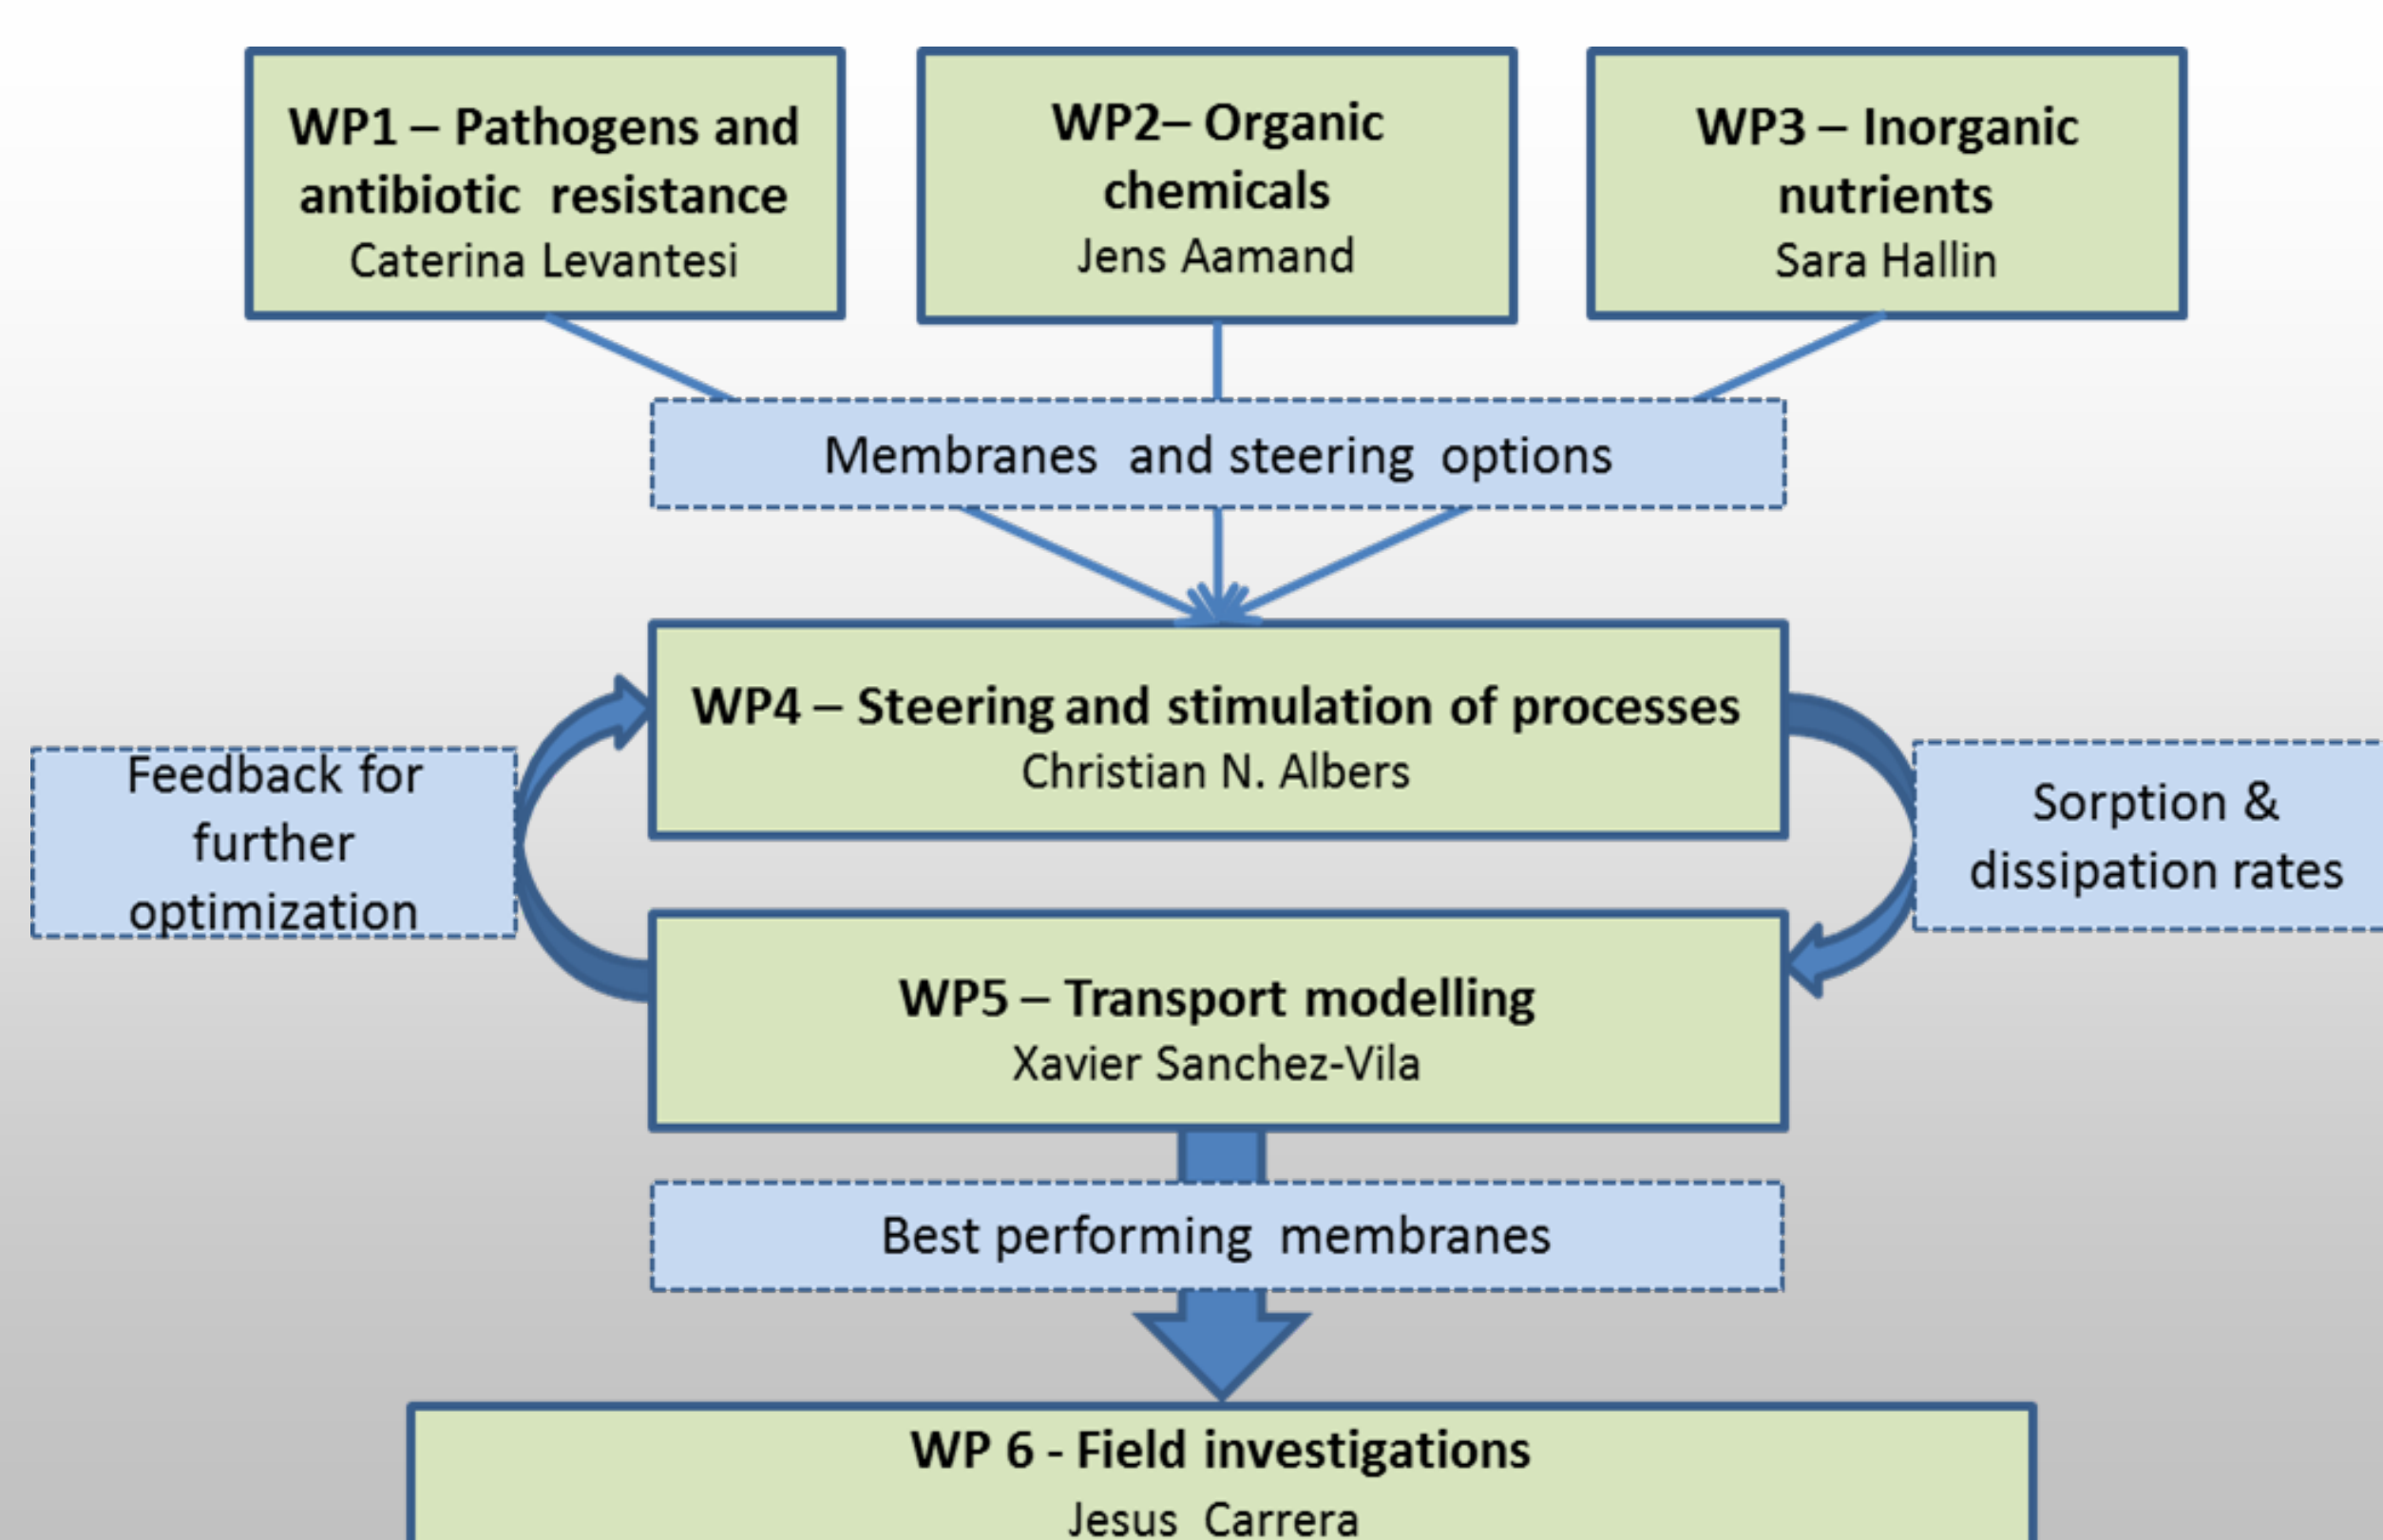 WP1 – Pathogens and
antibiotic resistance
Caterina Levantesi
WP2– Organic
chemicals
Jens Aamand
WP3 – Inorganic
nutrients
Sara Hallin
Membranes and steering options
WP4 – Steering and stimulation of processes
Christian N. Albers
Feedback for
further
optimization
Sorption &
dissipation rates
WP5 – Transport modelling
Xavier Sanchez-Vila
Best performing membranes
WP 6 - Field investigations
Jesus Carrera